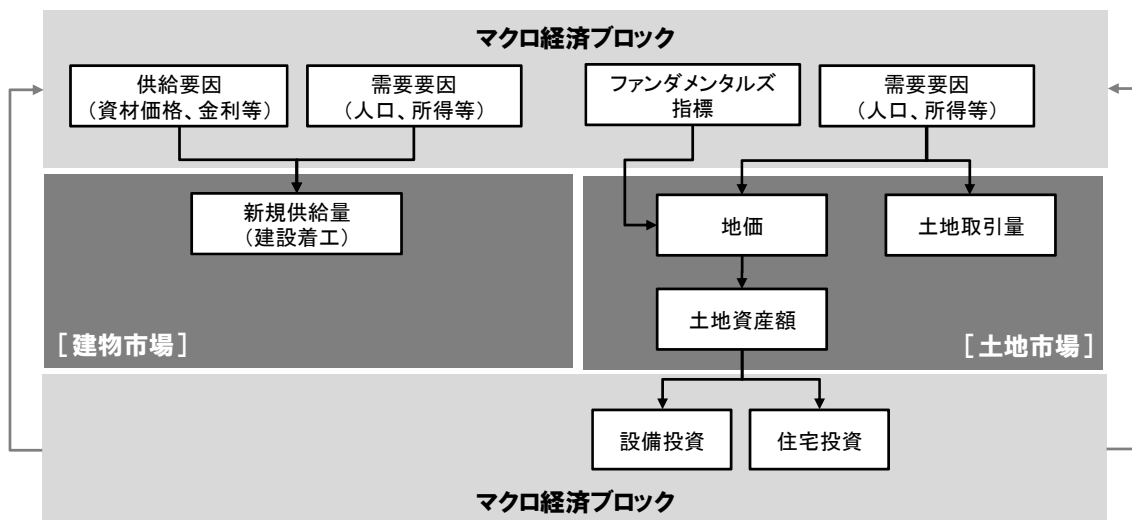 マクロ経済ブロック
供給要因
（資材価格、金利等）
需要要因
（人口、所得等）
ファンダメンタルズ
指標
需要要因
（人口、所得等）
新規供給量
（建設着工）
地価
土地取引量
土地資産額
［建物市場］
［土地市場］
設備投資
住宅投資
マクロ経済ブロック